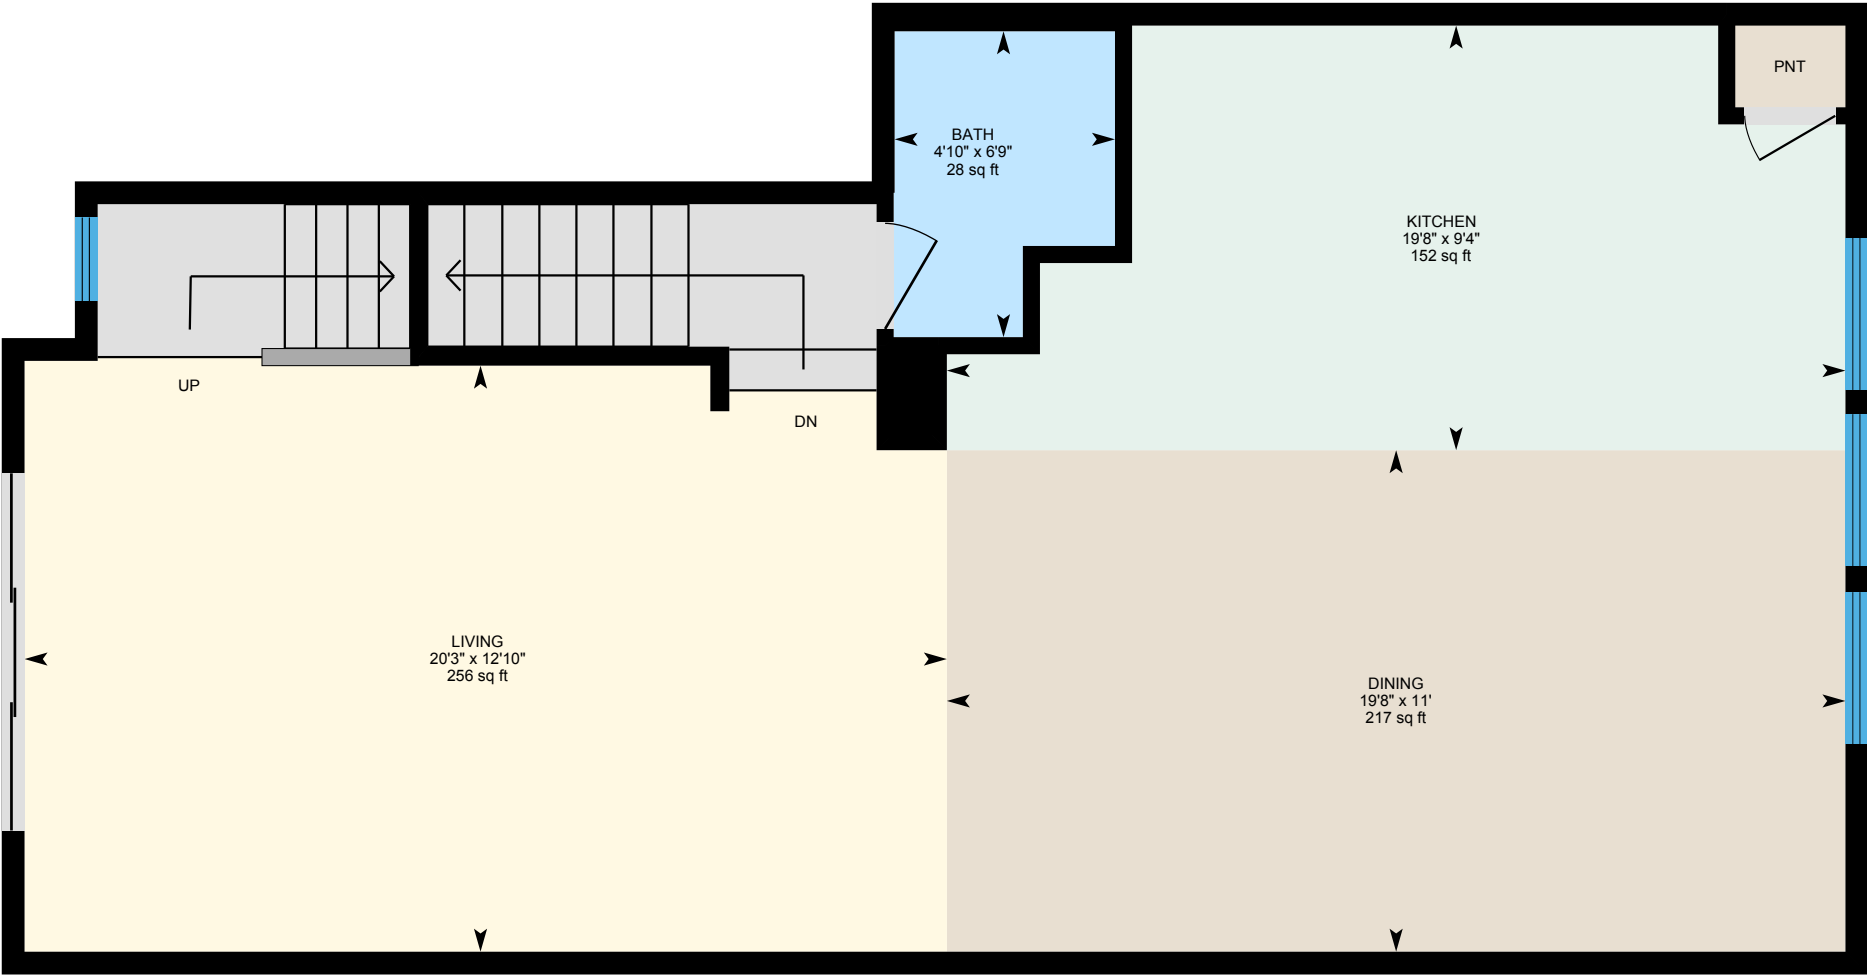 PNT
BATH
4'10" x 6'9"
28 sq ft
KITCHEN
19'8" x 9'4"
152 sq ft
UP
DN
LIVING
20'3" x 12'10"
256 sq ft
DINING
19'8" x 11'
217 sq ft